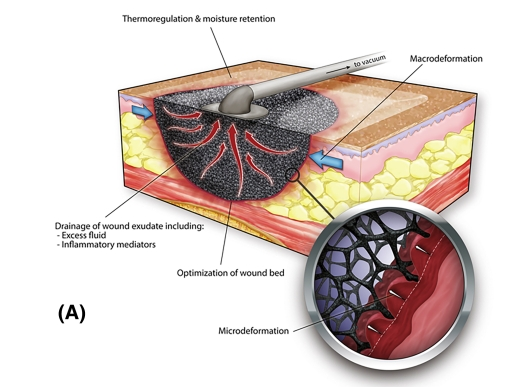 Thermoregulation & moisture retention
to vacuum
Macrodeformation
Drainage of wound exudate including:
- Excess fluid
- Inflammatory mediators
Optimization of wound bed
(A)
Microdeformation